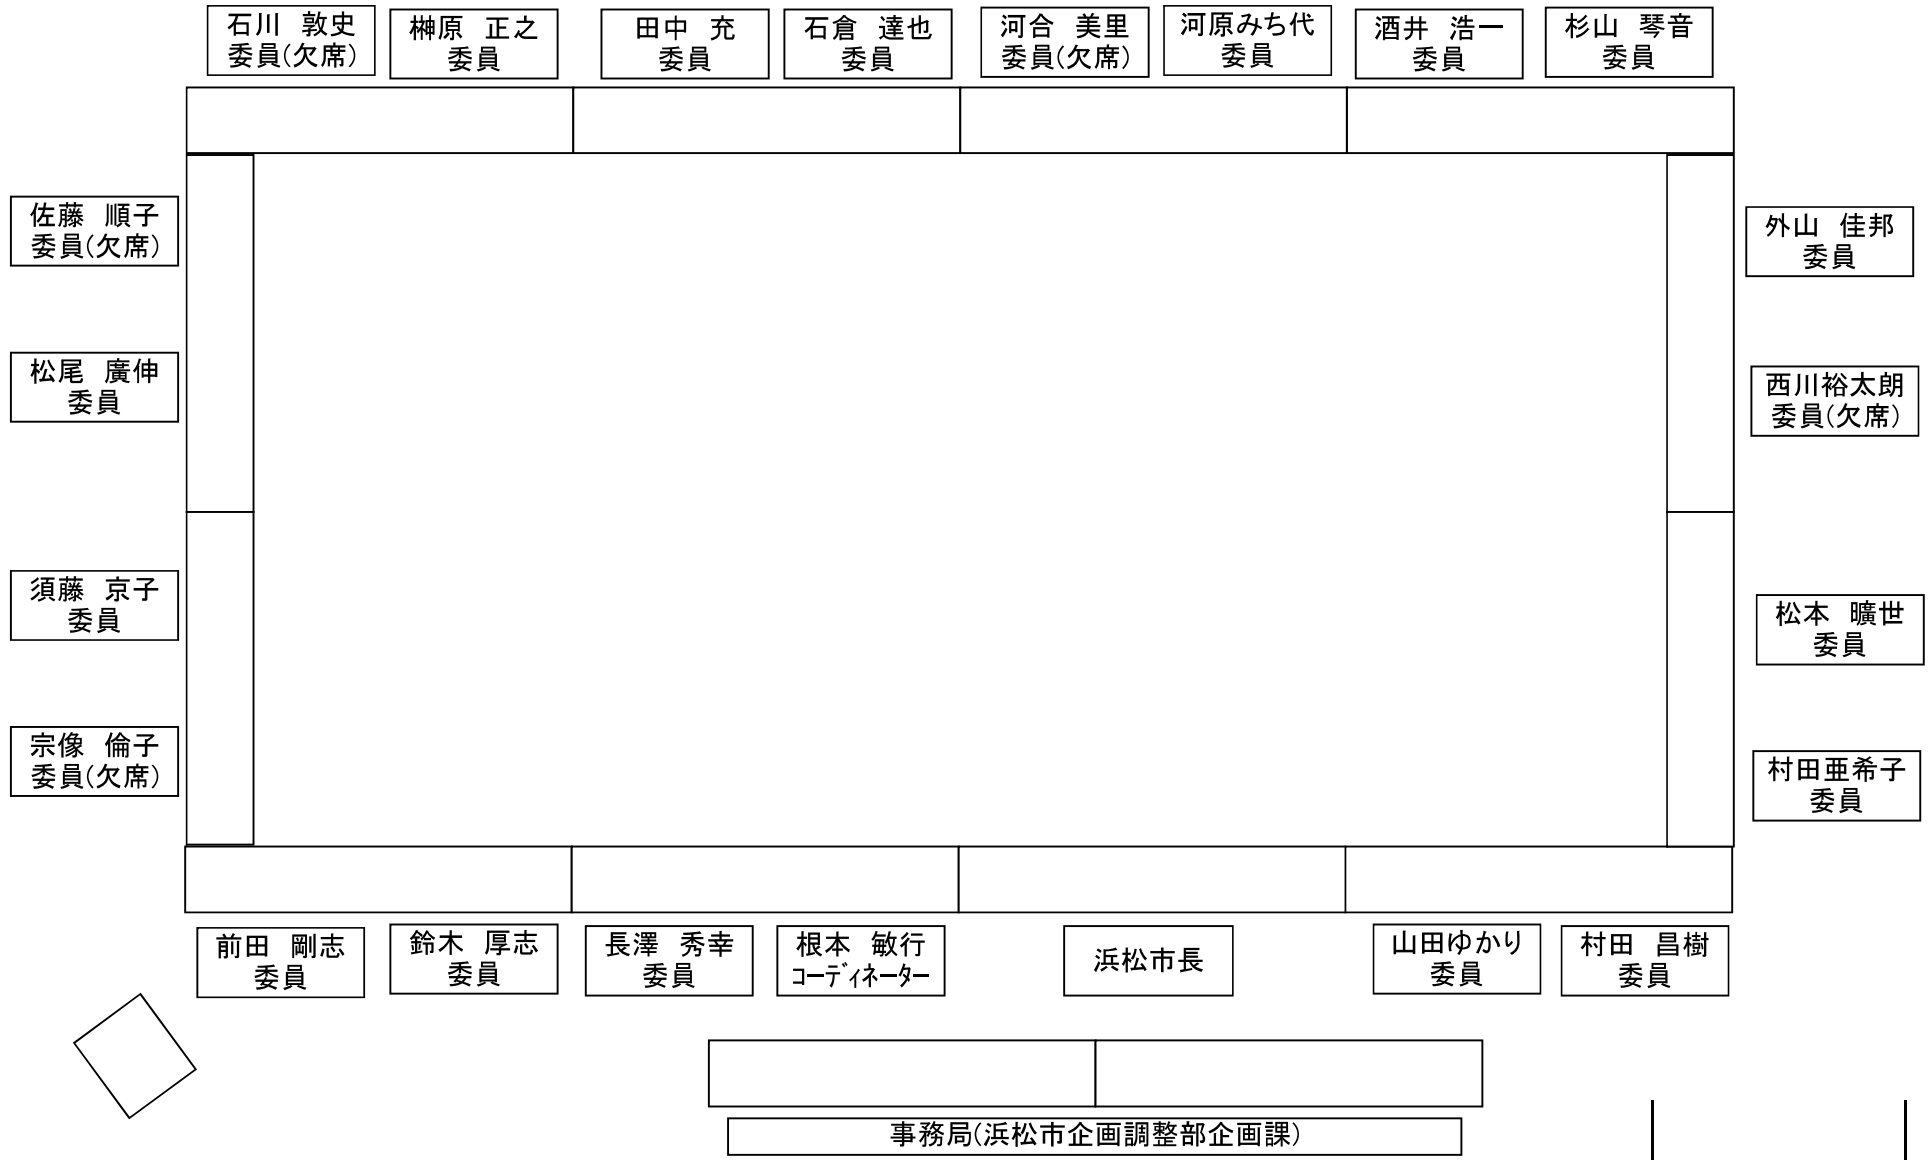 石川　敦史
委員(欠席)
榊原　正之
委員
田中　充
委員
石倉　達也
委員
河合　美里
委員(欠席)
河原みち代
委員
酒井　浩一
委員
杉山　琴音
委員
佐藤　順子
委員(欠席)
外山　佳邦
委員
松尾　廣伸
委員
西川裕太朗
委員(欠席)
須藤　京子
委員
松本　曠世
委員
宗像　倫子
委員(欠席)
村田亜希子
委員
前田　剛志
委員
鈴木　厚志
委員
長澤　秀幸
委員
根本　敏行
ｺｰﾃﾞｨﾈｰﾀｰ
浜松市長
山田ゆかり
委員
村田　昌樹
委員
事務局(浜松市企画調整部企画課)